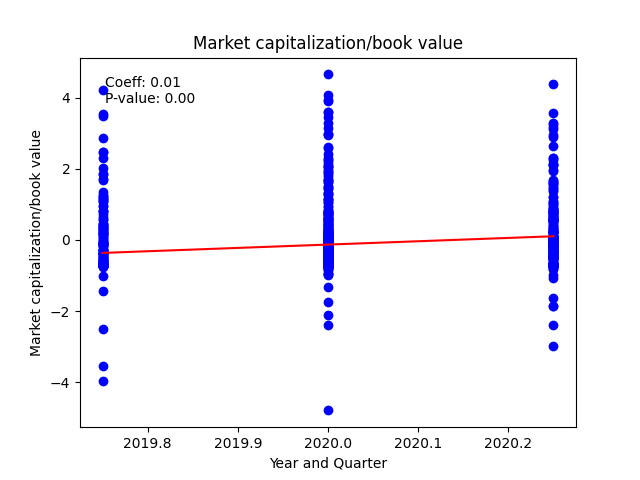 Market capitalization/book value
Coeff: 0.01
P-value: 0.00
Market capitalization/book value
4
2
0
−2
−4
2019.8
2019.9
2020.0
2020.1
2020.2
Year and Quarter